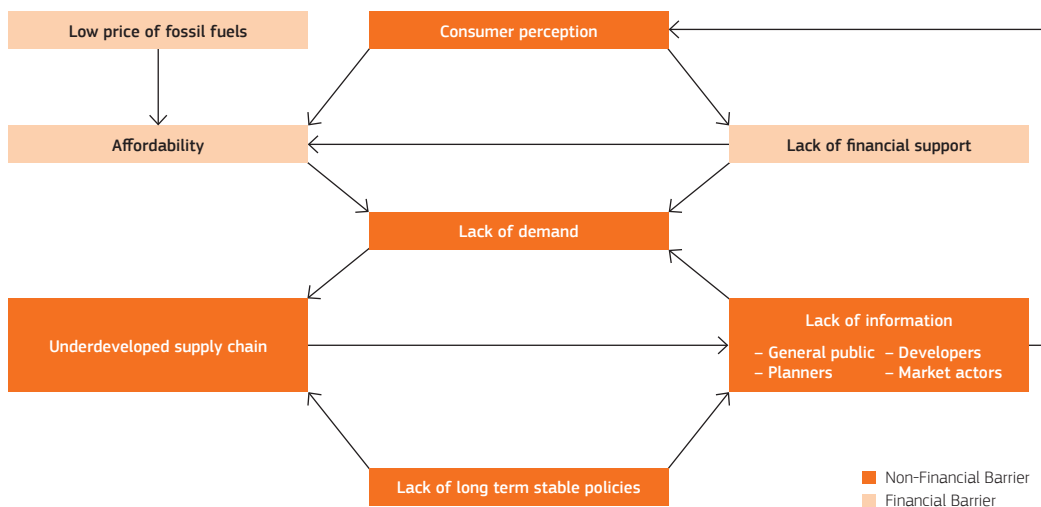 Low price of fossil fuels
Consumer perception
Affordability
Lack of financial support
Lack of demand
Underdeveloped supply chain
Lack of information
– General public – Developers
– Planners – Market actors
Lack of long term stable policies
Non-Financial Barrier
Financial Barrier